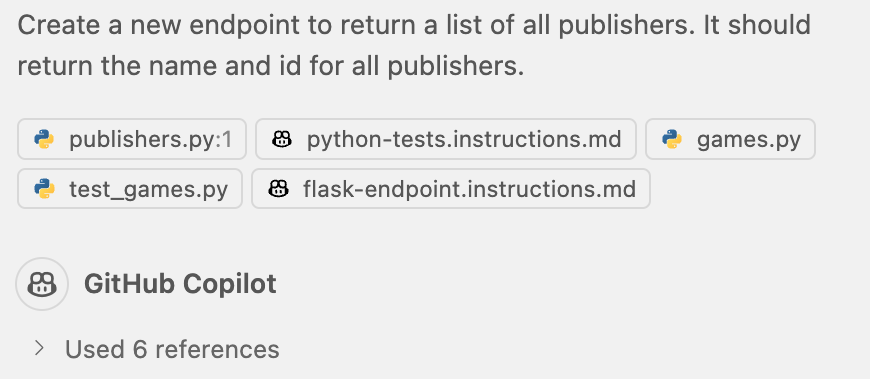 Create a new endpoint to return a list of all publishers. It should
return the name and id for all publishers.
publishers.py:1 python-tests.instructions.md games.py
test_games.py flask-endpoint.instructions.md
GitHub Copilot
Used 6 references